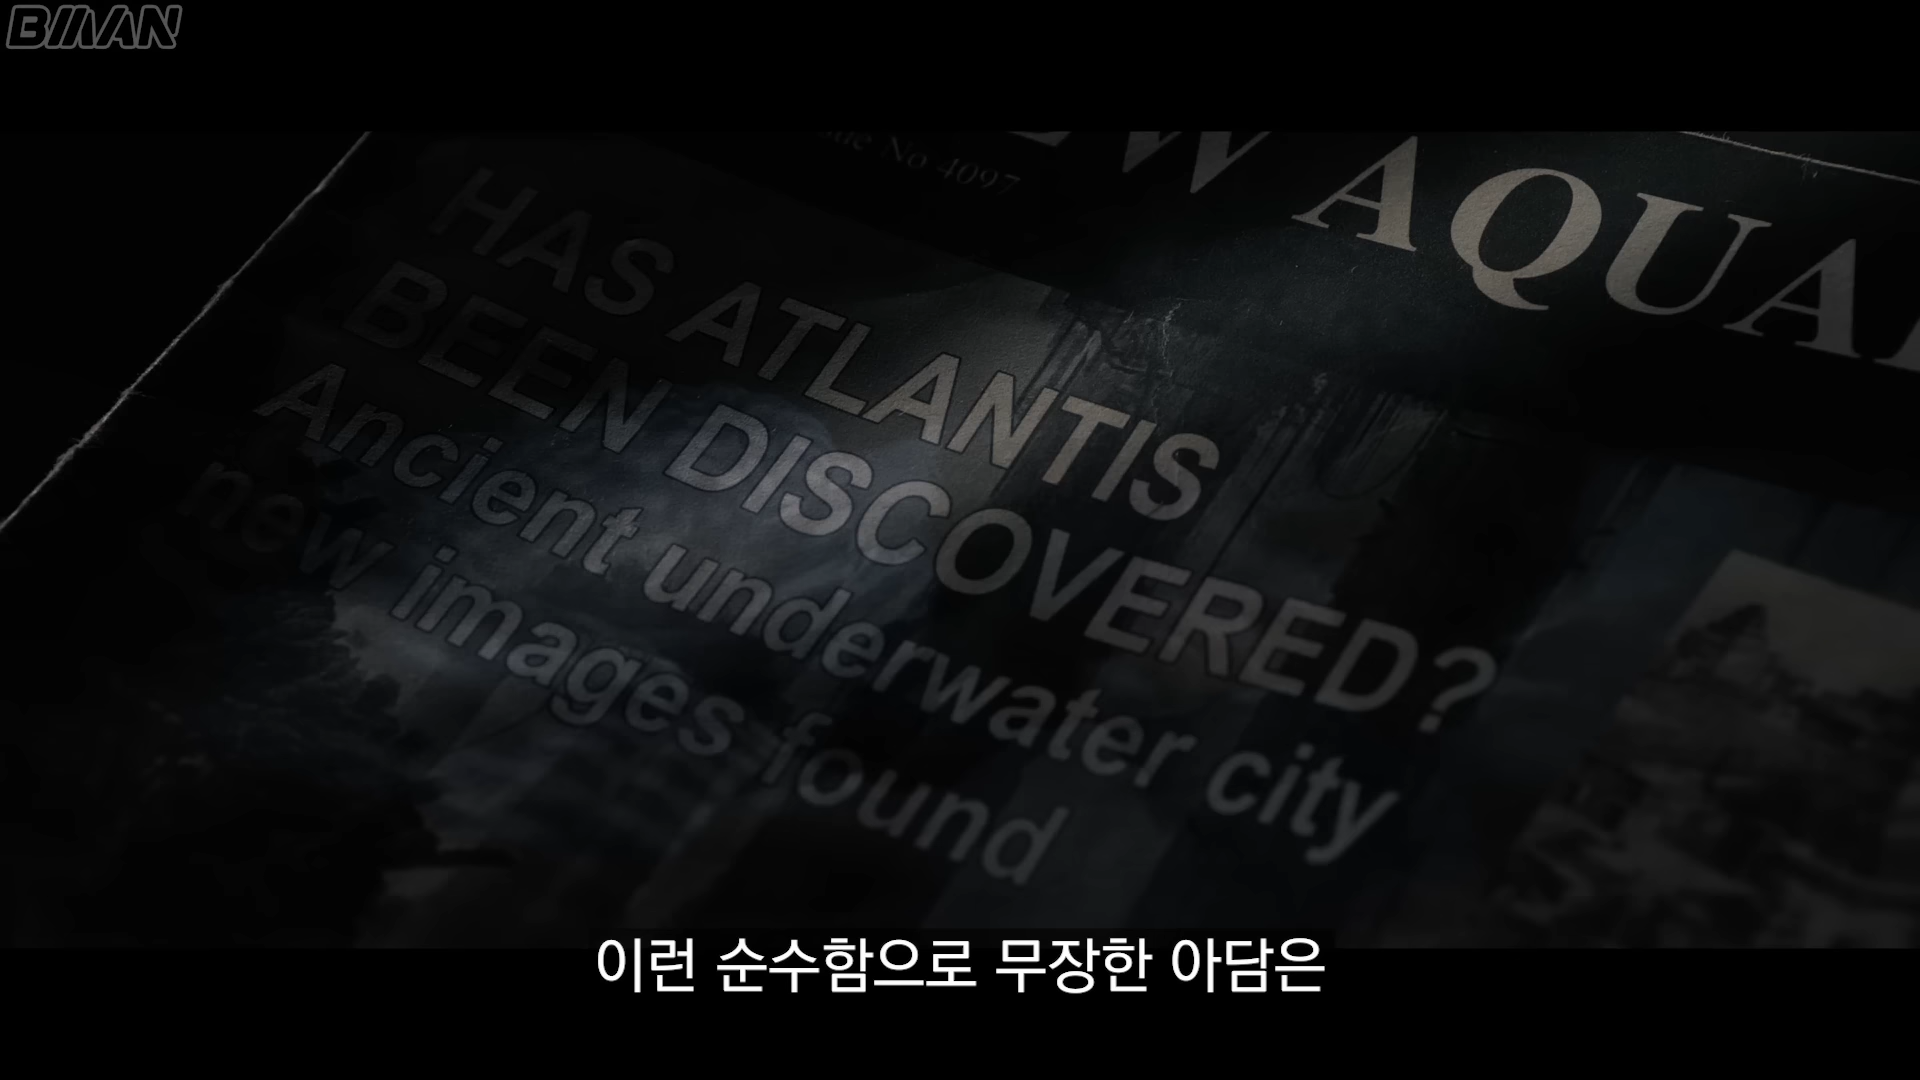 BIMAN
No 4097
W AQUA
HAS ATLANTIS
BEEN DISCOVERED?
Ancient underwater city
new images found
이런 순수함으로 무장한 아담은